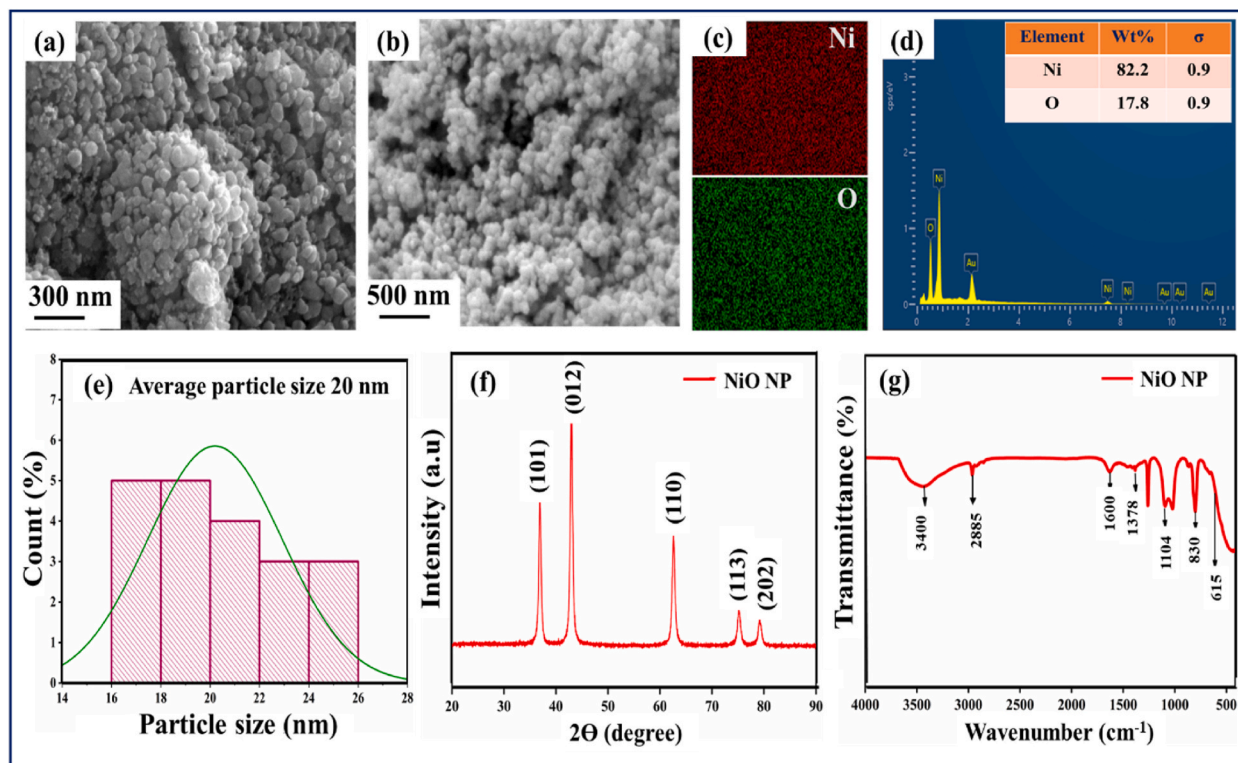 (a)
300 nm
(b)
500 nm
(c)
Ni
O
(d)
Element Wt% σ
Ni 82.2 0.9
O 17.8 0.9
cps/eV
3
2
1
0
O
Ni
Au
Ni
Ni
Au
Au
Au
0 2 4 6 8 10 12
(e)
Average particle size 20 nm
Count (%)
8
7
6
5
4
3
2
1
0
14 16 18 20 22 24 26 28
Particle size (nm)
(f)
NiO NP
Intensity (a.u)
(101)
(012)
(110)
(113)
(202)
20 30 40 50 60 70 80 90
2Θ (degree)
(g)
NiO NP
Transmittance (%)
3400
2885
1600
1378
1104
830
615
4000 3500 3000 2500 2000 1500 1000 500
Wavenumber (cm⁻¹)